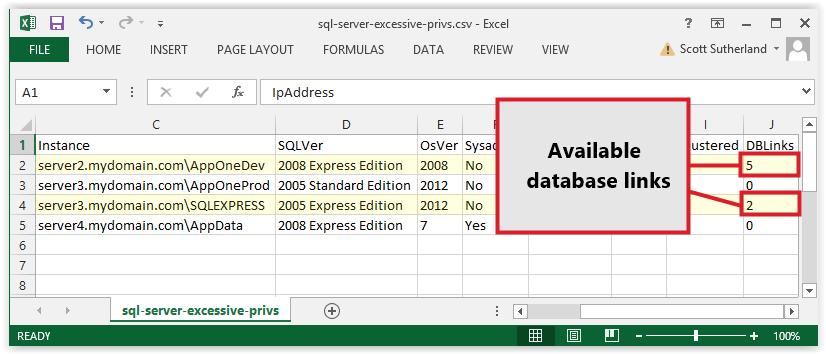 sql-server-excessive-privs.csv - Excel
FILE HOME INSERT PAGE LAYOUT FORMULAS DATA REVIEW VIEW Scott Sutherland
A1 fx IpAddress
C D E I J
1 Instance SQLVer OsVer Sysad ustered DBLinks
2 server2.mydomain.com\AppOneDev 2008 Express Edition 2008 No 5
3 server3.mydomain.com\AppOneProd 2005 Standard Edition 2012 No 0
4 server3.mydomain.com\SQLEXPRESS 2005 Express Edition 2012 No 2
5 server4.mydomain.com\AppData 2008 Express Edition 7 Yes 0
6
7
8
Available
database links
sql-server-excessive-privs
READY 100%